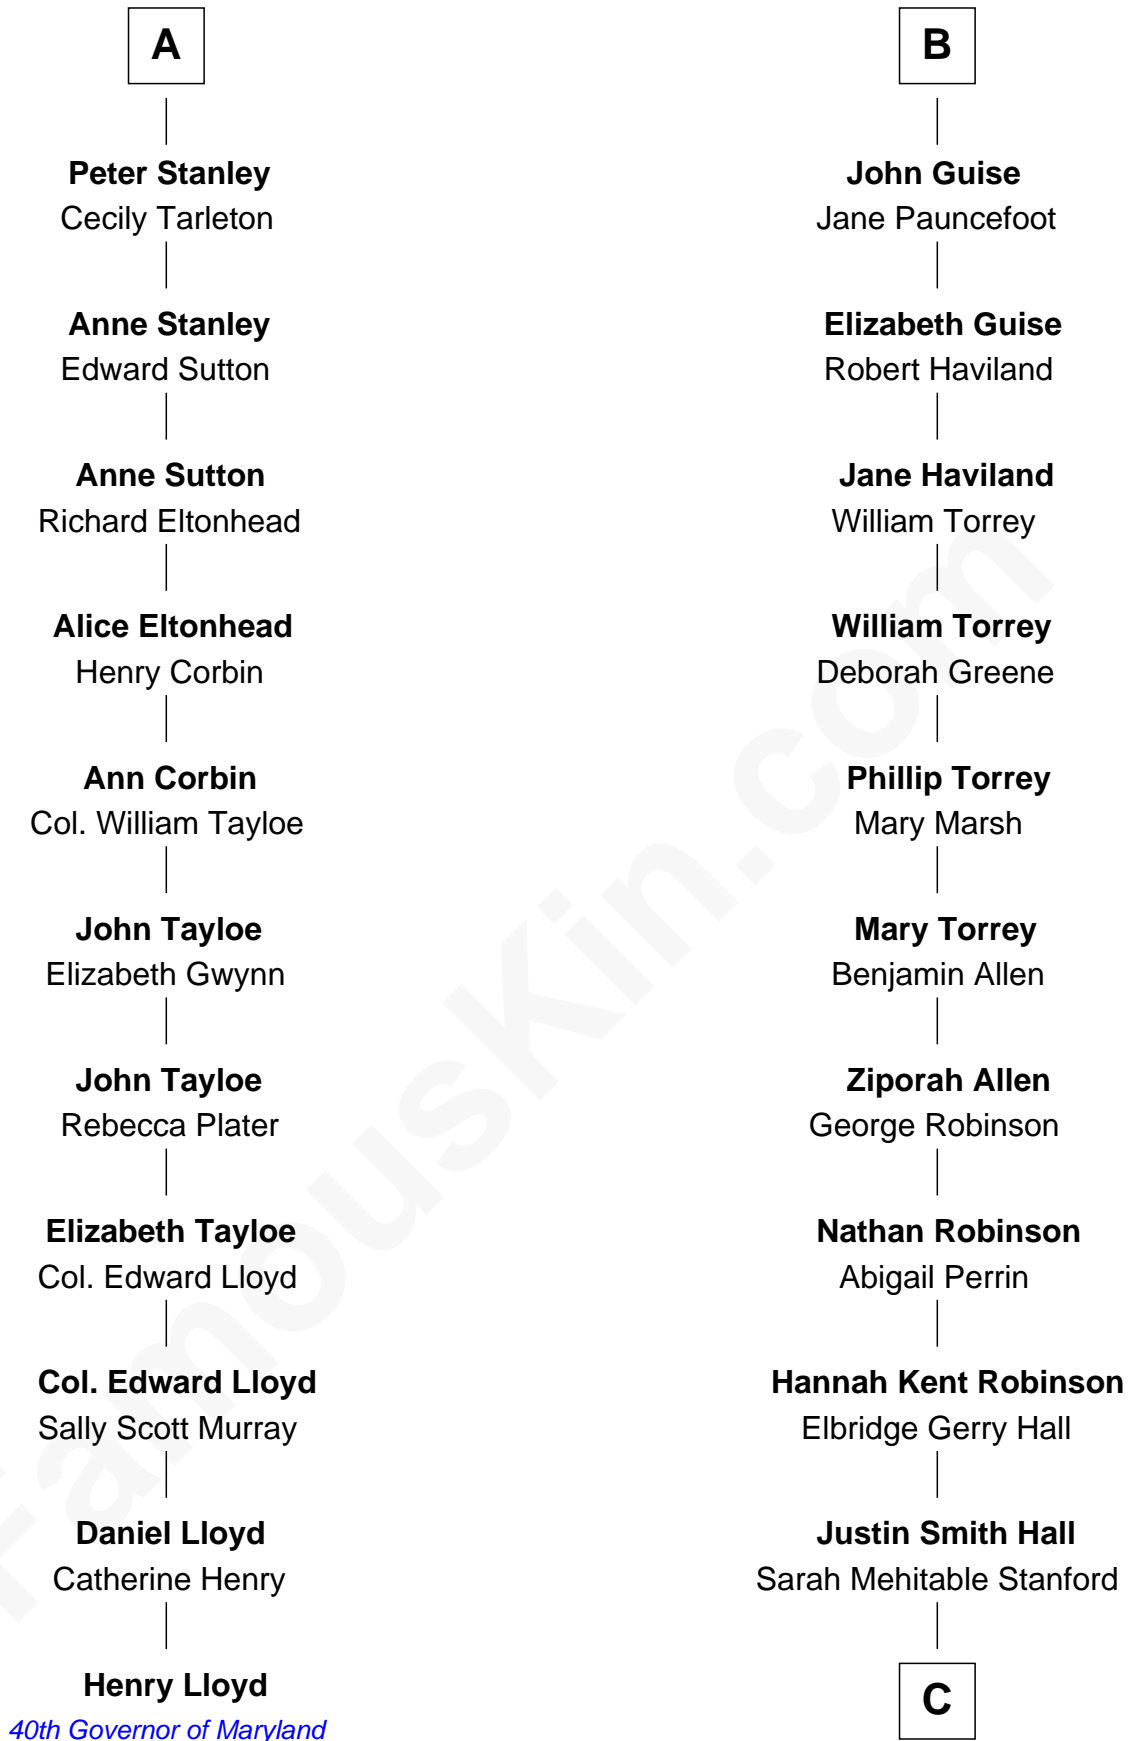 A
Peter Stanley
Cecily Tarleton
Anne Stanley
Edward Sutton
Anne Sutton
Richard Eltonhead
Alice Eltonhead
Henry Corbin
Ann Corbin
Col. William Tayloe
John Tayloe
Elizabeth Gwynn
John Tayloe
Rebecca Plater
Elizabeth Tayloe
Col. Edward Lloyd
Col. Edward Lloyd
Sally Scott Murray
Daniel Lloyd
Catherine Henry
Henry Lloyd
40th Governor of Maryland
B
John Guise
Jane Pauncefoot
Elizabeth Guise
Robert Haviland
Jane Haviland
William Torrey
William Torrey
Deborah Greene
Phillip Torrey
Mary Marsh
Mary Torrey
Benjamin Allen
Ziporah Allen
George Robinson
Nathan Robinson
Abigail Perrin
Hannah Kent Robinson
Elbridge Gerry Hall
Justin Smith Hall
Sarah Mehitable Stanford
C
FamousKin.com